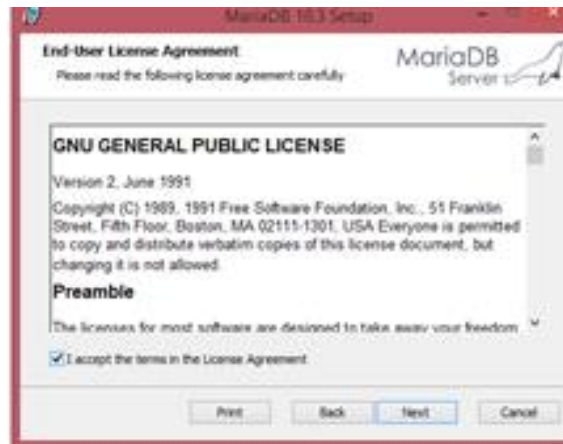 MariaDB 10.3 Setup
End-User License Agreement
Please read the following license agreement carefully
MariaDB
Server
GNU GENERAL PUBLIC LICENSE
Version 2, June 1991
Copyright (C) 1989, 1991 Free Software Foundation, Inc., 51 Franklin
Street, Fifth Floor, Boston, MA 02111-1301, USA Everyone is permitted
to copy and distribute verbatim copies of this license document, but
changing it is not allowed.
Preamble
The licenses for most software are designed to take away your freedom
I accept the terms in the License Agreement
Print
Back
Next
Cancel